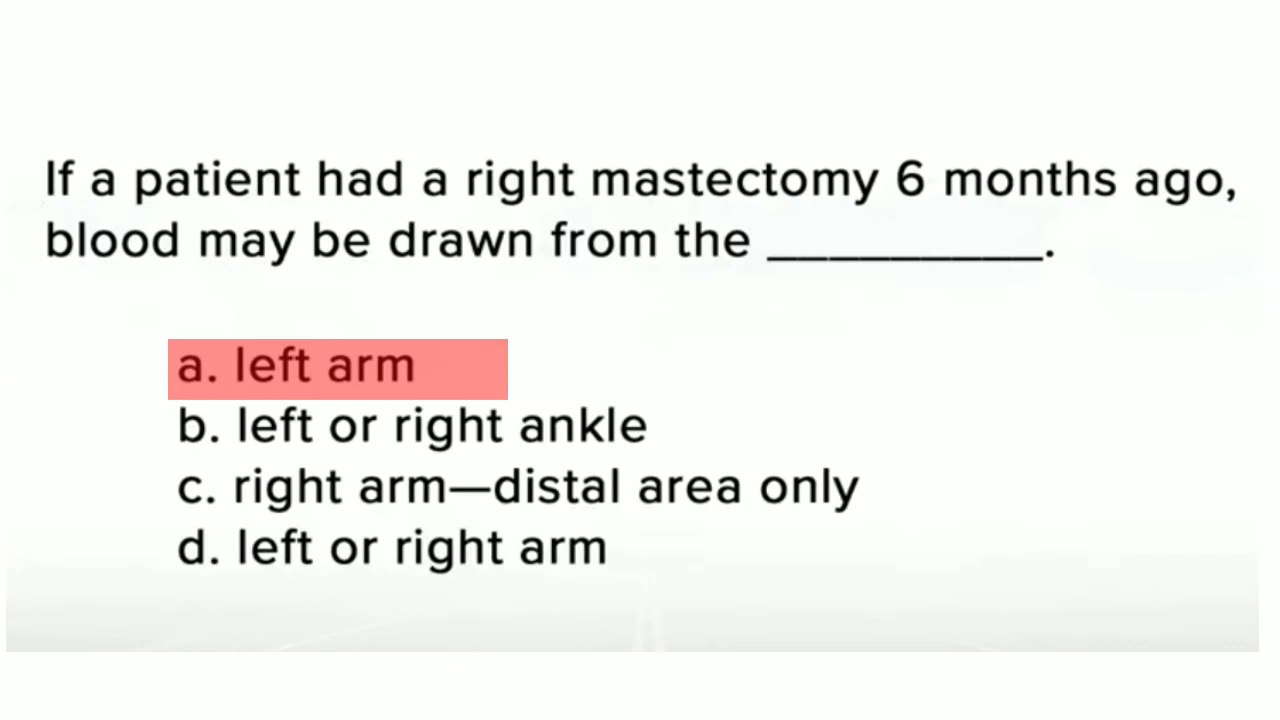 If a patient had a right mastectomy 6 months ago,
blood may be drawn from the _________.
a. left arm
b. left or right ankle
c. right arm—distal area only
d. left or right arm